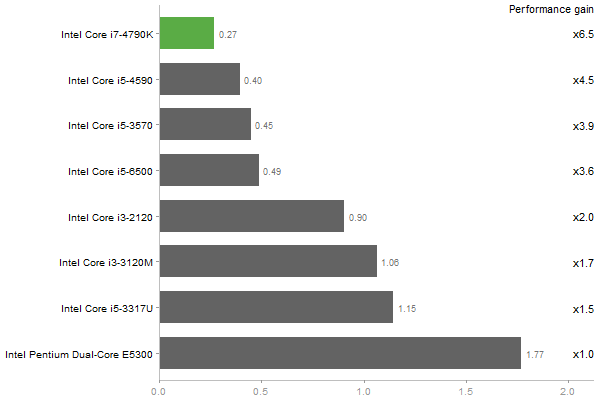 Performance gain
Intel Core i7-4790K 0.27 x6.5
Intel Core i5-4590 0.40 x4.5
Intel Core i5-3570 0.45 x3.9
Intel Core i5-6500 0.49 x3.6
Intel Core i3-2120 0.90 x2.0
Intel Core i3-3120M 1.06 x1.7
Intel Core i5-3317U 1.15 x1.5
Intel Pentium Dual-Core E5300 1.77 x1.0
0.0 0.5 1.0 1.5 2.0